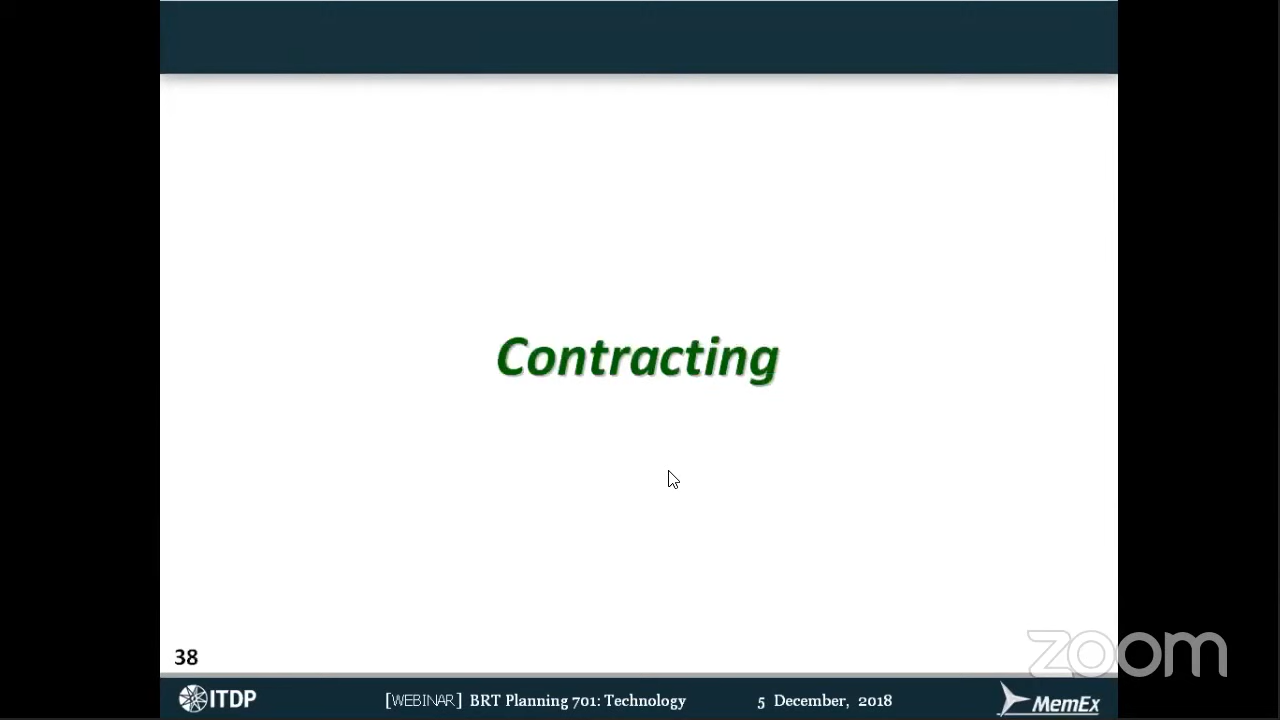 Contracting
38
zoom
ITDP
[WEBINAR] BRT Planning 701: Technology
5 December, 2018
MemEx